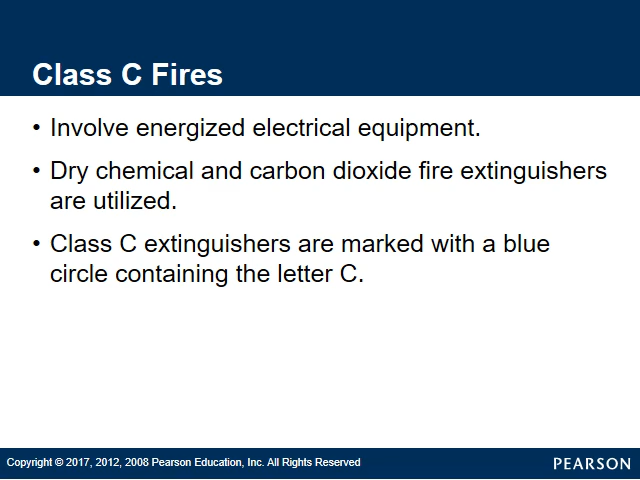 Class C Fires
• Involve energized electrical equipment.
• Dry chemical and carbon dioxide fire extinguishers
are utilized.
• Class C extinguishers are marked with a blue
circle containing the letter C.
Copyright © 2017, 2012, 2008 Pearson Education, Inc. All Rights Reserved
PEARSON